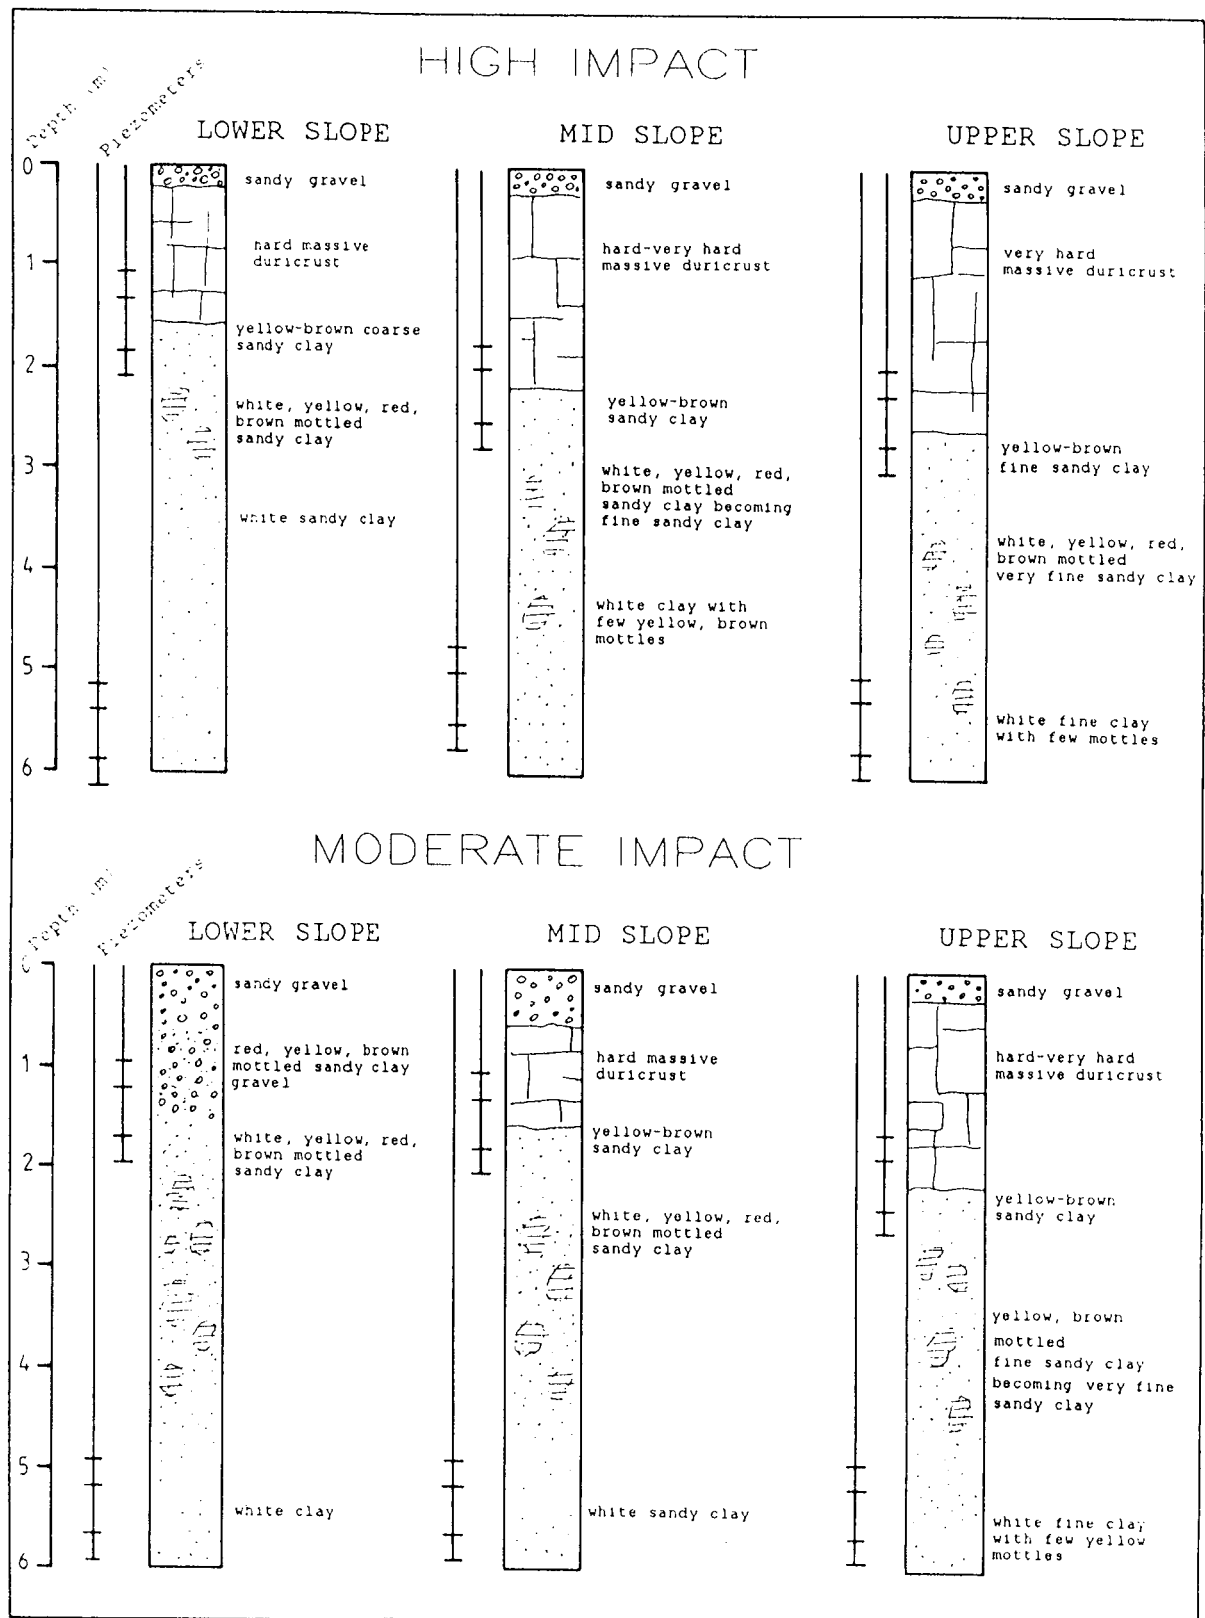 HIGH IMPACT
Depth (m)
Piezometers
LOWER SLOPE
MID SLOPE
UPPER SLOPE
0
1
2
3
4
5
6
sandy gravel
hard massive
duricrust
yellow-brown coarse
sandy clay
white, yellow, red,
brown mottled
sandy clay
white sandy clay
sandy gravel
hard-very hard
massive duricrust
yellow-brown
sandy clay
white, yellow, red,
brown mottled
sandy clay becoming
fine sandy clay
white clay with
few yellow, brown
mottles
sandy gravel
very hard
massive duricrust
yellow-brown
fine sandy clay
white, yellow, red,
brown mottled
very fine sandy clay
white fine clay
with few mottles
MODERATE IMPACT
Depth (m)
Piezometers
LOWER SLOPE
MID SLOPE
UPPER SLOPE
0
1
2
3
4
5
6
sandy gravel
red, yellow, brown
mottled sandy clay
gravel
white, yellow, red,
brown mottled
sandy clay
white clay
sandy gravel
hard massive
duricrust
yellow-brown
sandy clay
white, yellow, red,
brown mottled
sandy clay
white sandy clay
sandy gravel
hard-very hard
massive duricrust
yellow-brown
sandy clay
yellow, brown
mottled
fine sandy clay
becoming very fine
sandy clay
white fine clay
with few yellow
mottles